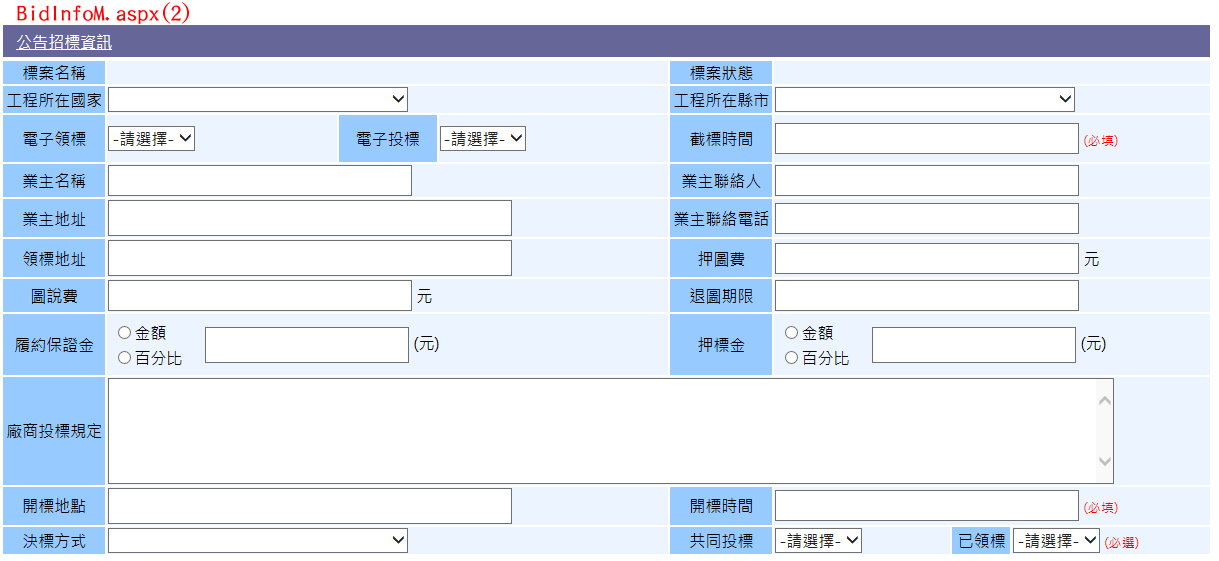 BidInfoM.aspx(2)
公告招標資訊
標案名稱 標案狀態
工程所在國家 工程所在縣市
電子領標 -請選擇- 電子投標 -請選擇- 截標時間 (必填)
業主名稱 業主聯絡人
業主地址 業主聯絡電話
領標地址 押圖費 元
圖說費 元 退圖期限
履約保證金 金額 百分比 (元) 押標金 金額 百分比 (元)
廠商投標規定
開標地點 開標時間 (必填)
決標方式 共同投標 -請選擇- 已領標 -請選擇- (必選)